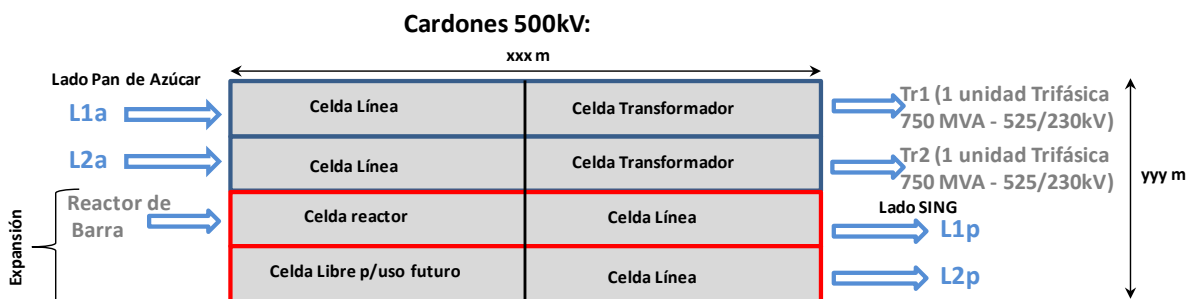 Cardones 500kV:
xxx m
Lado Pan de Azúcar
L1a
Celda Línea
Celda Transformador
Tr1 (1 unidad Trifásica
750 MVA - 525/230kV)
L2a
Celda Línea
Celda Transformador
Tr2 (1 unidad Trifásica
750 MVA - 525/230kV)
yyy m
Expansión
Reactor de
Barra
Celda reactor
Celda Línea
Lado SING
L1p
Celda Libre p/uso futuro
Celda Línea
L2p